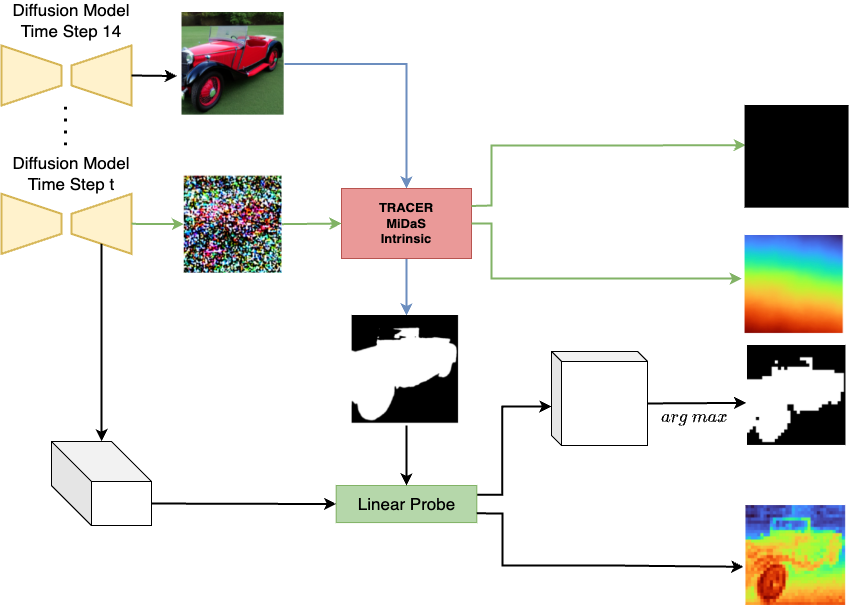 Diffusion Model
Time Step 14
Diffusion Model
Time Step t
TRACER
MiDaS
Intrinsic
arg max
Linear Probe